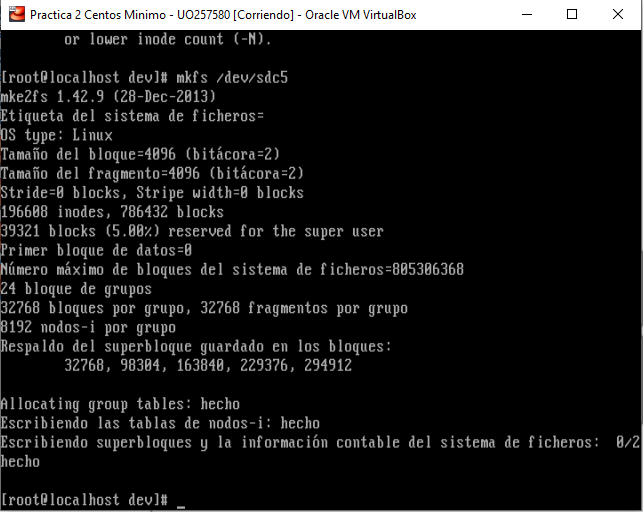 Practica 2 Centos Minimo - UO257580 [Corriendo] - Oracle VM VirtualBox
or lower inode count (-N).
[root@localhost dev]# mkfs /dev/sdc5
mke2fs 1.42.9 (28-Dec-2013)
Etiqueta del sistema de ficheros=
OS type: Linux
Tamaño del bloque=4096 (bitácora=2)
Tamaño del fragmento=4096 (bitácora=2)
Stride=0 blocks, Stripe width=0 blocks
196608 inodes, 786432 blocks
39321 blocks (5.00%) reserved for the super user
Primer bloque de datos=0
Número máximo de bloques del sistema de ficheros=805306368
24 bloque de grupos
32768 bloques por grupo, 32768 fragmentos por grupo
8192 nodos-i por grupo
Respaldo del superbloque guardado en los bloques:
32768, 98304, 163840, 229376, 294912
Allocating group tables: hecho
Escribiendo las tablas de nodos-i: hecho
Escribiendo superbloques y la información contable del sistema de ficheros:  0/2
hecho
[root@localhost dev]# _